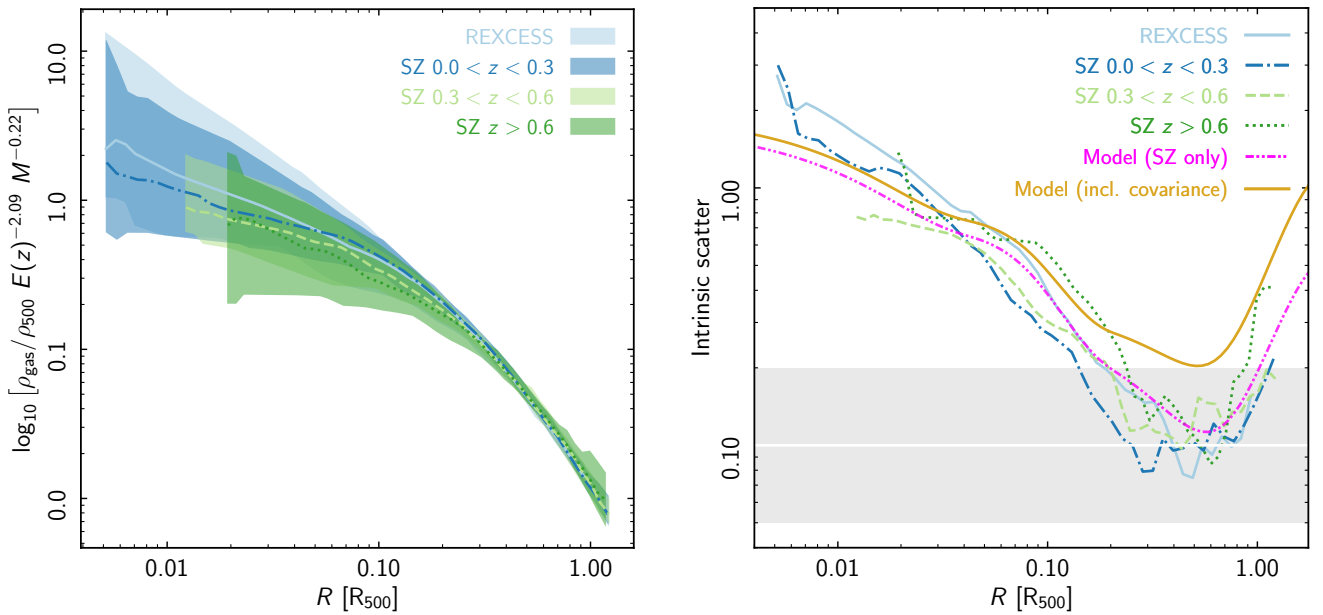 log10 [ρgas/ρ500 E(z)^−2.09 M^−0.22]
10.0
1.0
0.1
0.0
REXCESS
SZ 0.0 < z < 0.3
SZ 0.3 < z < 0.6
SZ z > 0.6
0.01 0.10 1.00
R [R500]
Intrinsic scatter
1.00
0.10
REXCESS
SZ 0.0 < z < 0.3
SZ 0.3 < z < 0.6
SZ z > 0.6
Model (SZ only)
Model (incl. covariance)
0.01 0.10 1.00
R [R500]